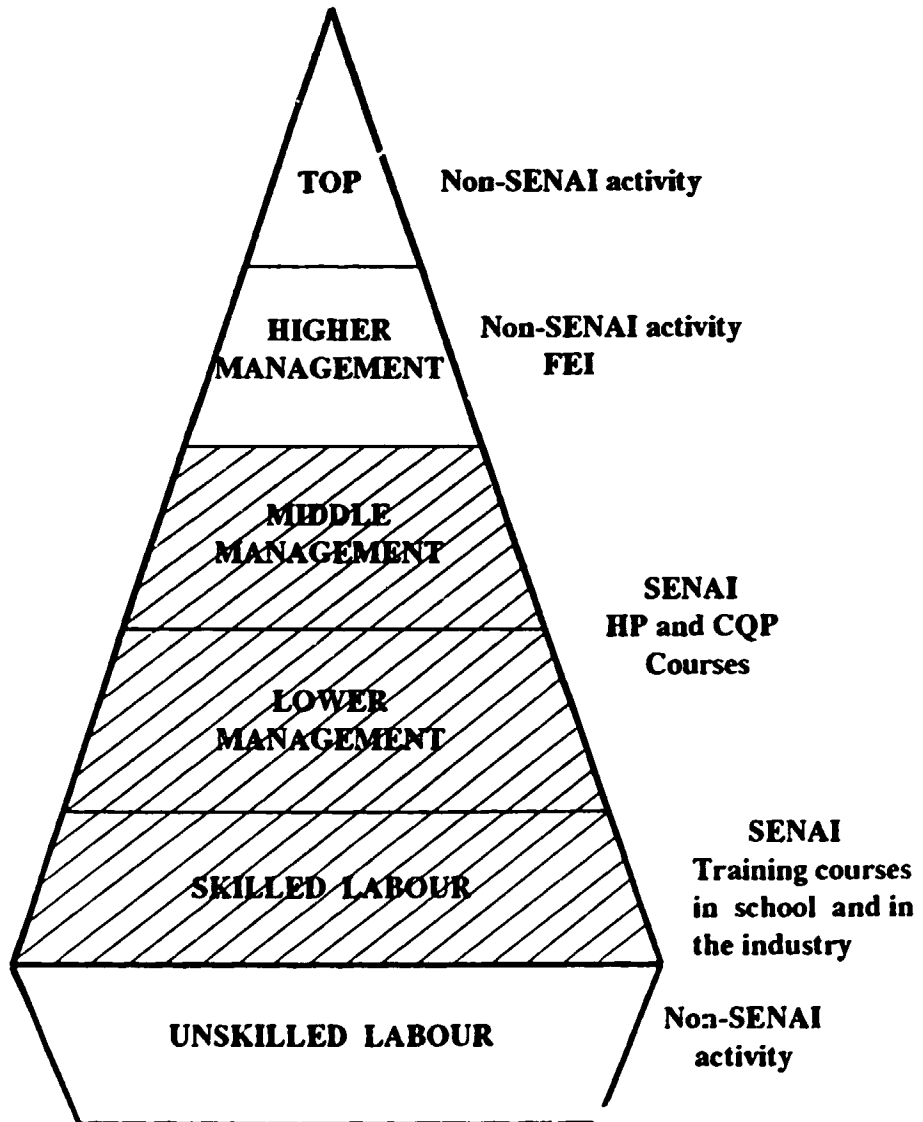 TOP
Non-SENAI activity
HIGHER
MANAGEMENT
Non-SENAI activity
FEI
MIDDLE
MANAGEMENT
SENAI
HP and CQP
Courses
LOWER
MANAGEMENT
SKILLED LABOUR
SENAI
Training courses
in school and in
the industry
UNSKILLED LABOUR
Non-SENAI
activity